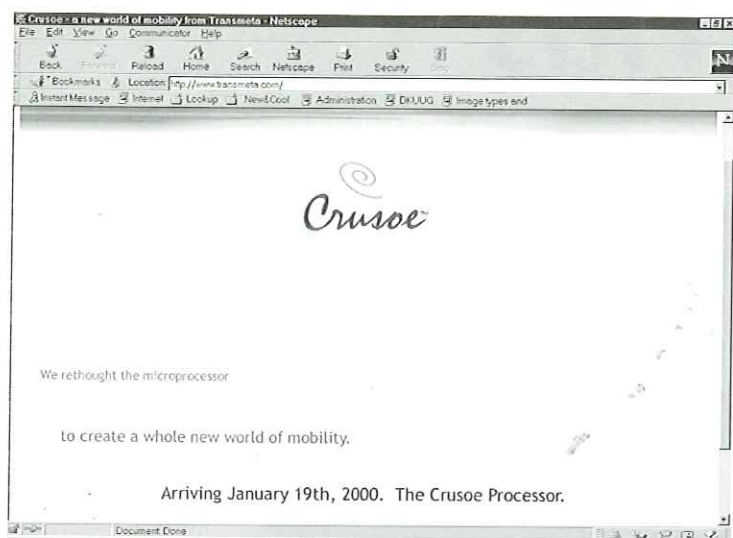 Crusoe - a new world of mobility from Transmeta - Netscape
File Edit View Go Communicator Help
Back Forward Reload Home Search Netscape Print Security Stop
N
Bookmarks Location: http://www.transmeta.com/
Instant Message Internet Lookup New&Cool Administration DKUUG Image types and
Crusoe™
We rethought the microprocessor
to create a whole new world of mobility.
Arriving January 19th, 2000. The Crusoe Processor.
Document Done